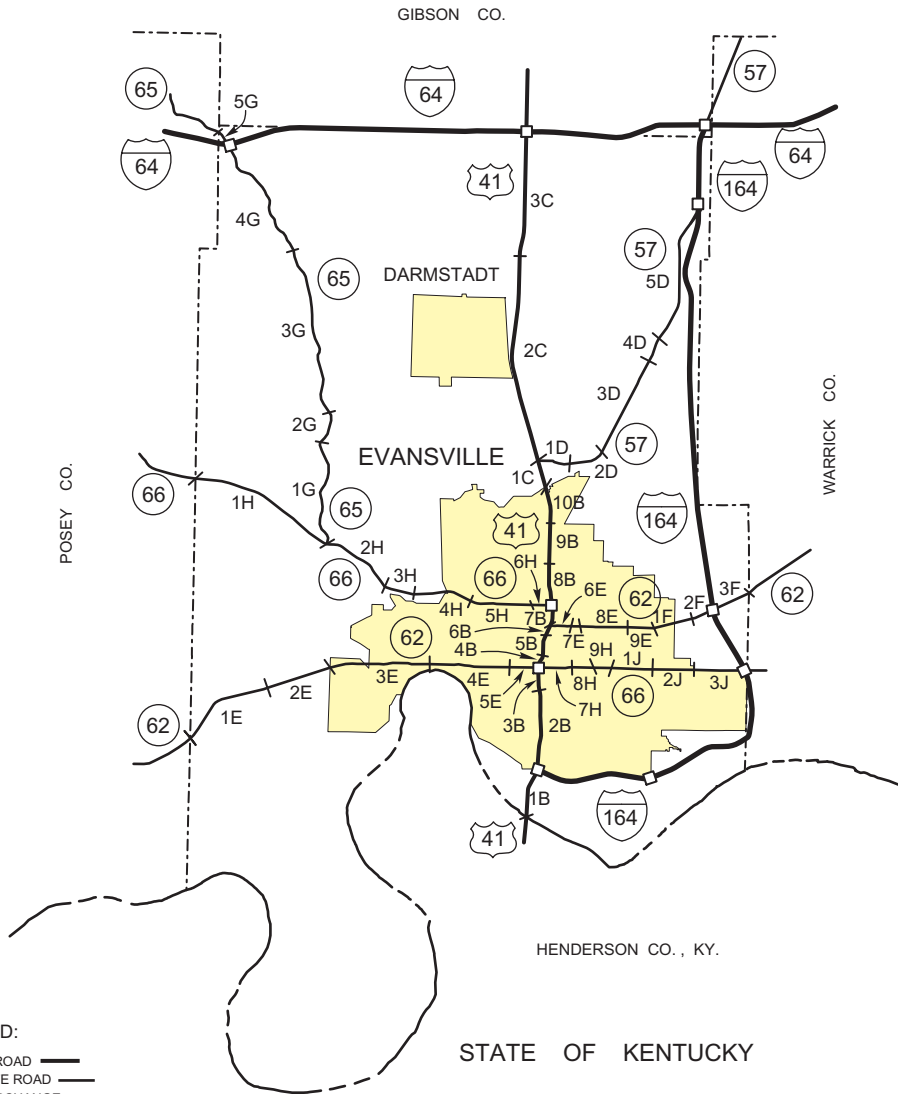 GIBSON CO.
65
5G
64
57
64
41
64
164
3C
4G
65
57
5D
DARMSTADT
3G
4D
2C
3D
WARRICK CO.
2G
EVANSVILLE
1D
57
2D
66
1H
1G
1C
10B
POSEY CO.
65
41
164
9B
2H
66
3H
66
6H
8B
6E
62
3F
62
4H
5H
7B
1F
2F
62
6B
7E
8E
9E
5B
4B
9H
1J
3E
4E
2E
5E
8H
66
2J
3J
7H
1E
3B
2B
62
1B
164
41
HENDERSON CO., KY.
D:
ROAD
E ROAD
STATE OF KENTUCKY